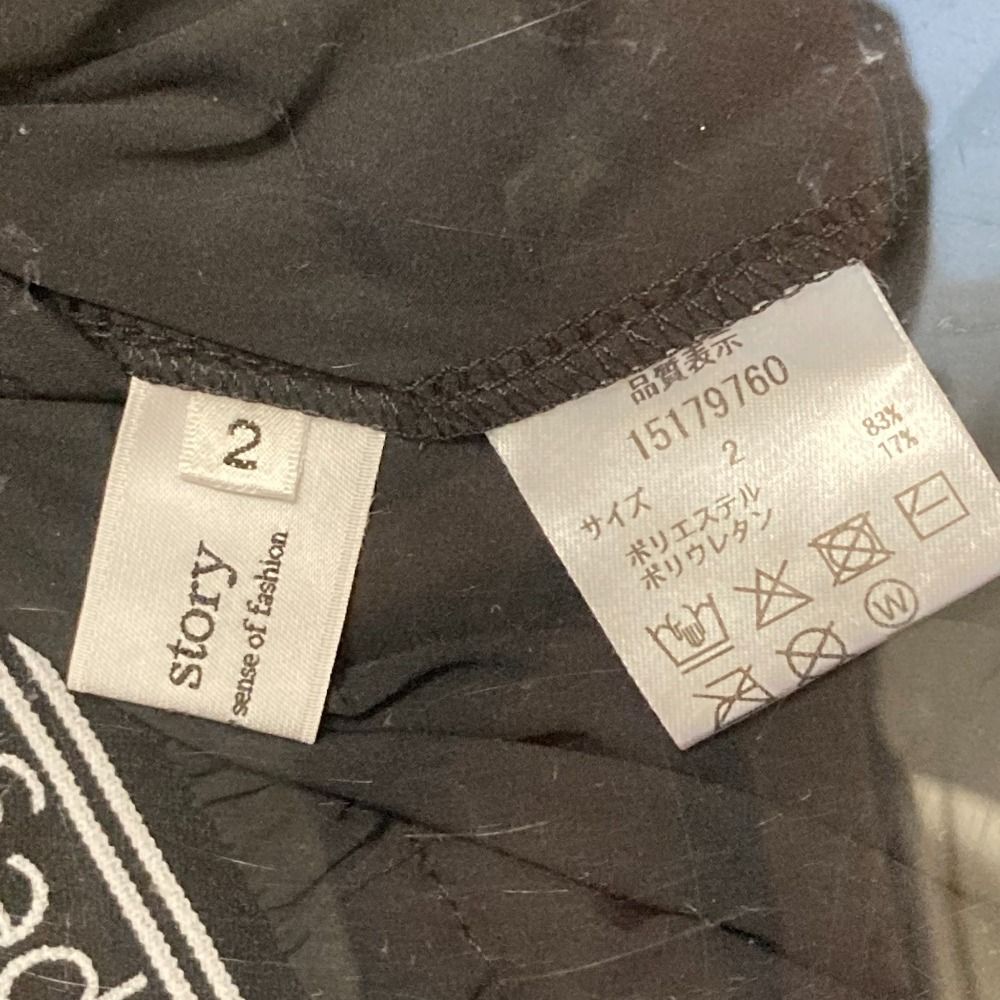 2
story
sense of fashion
品質表示
15179760
サイズ 2
ポリエステル 83%
ポリウレタン 17%
W